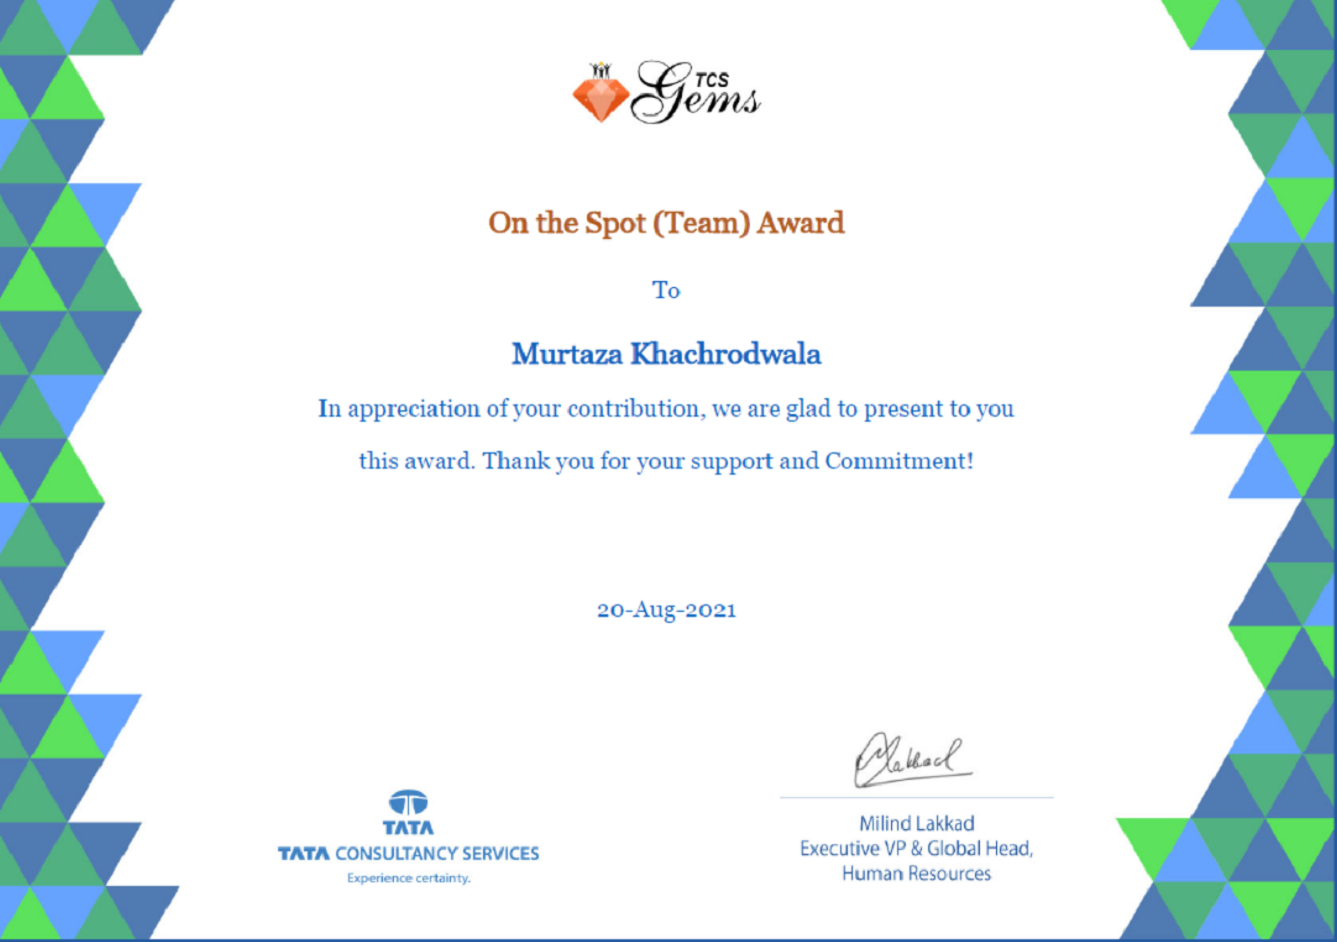 TCS
Gems
On the Spot (Team) Award
To
Murtaza Khachrodwala
In appreciation of your contribution, we are glad to present to you
this award. Thank you for your support and Commitment!
20-Aug-2021
TATA
TATA CONSULTANCY SERVICES
Experience certainty.
Lakkad
Milind Lakkad
Executive VP & Global Head,
Human Resources